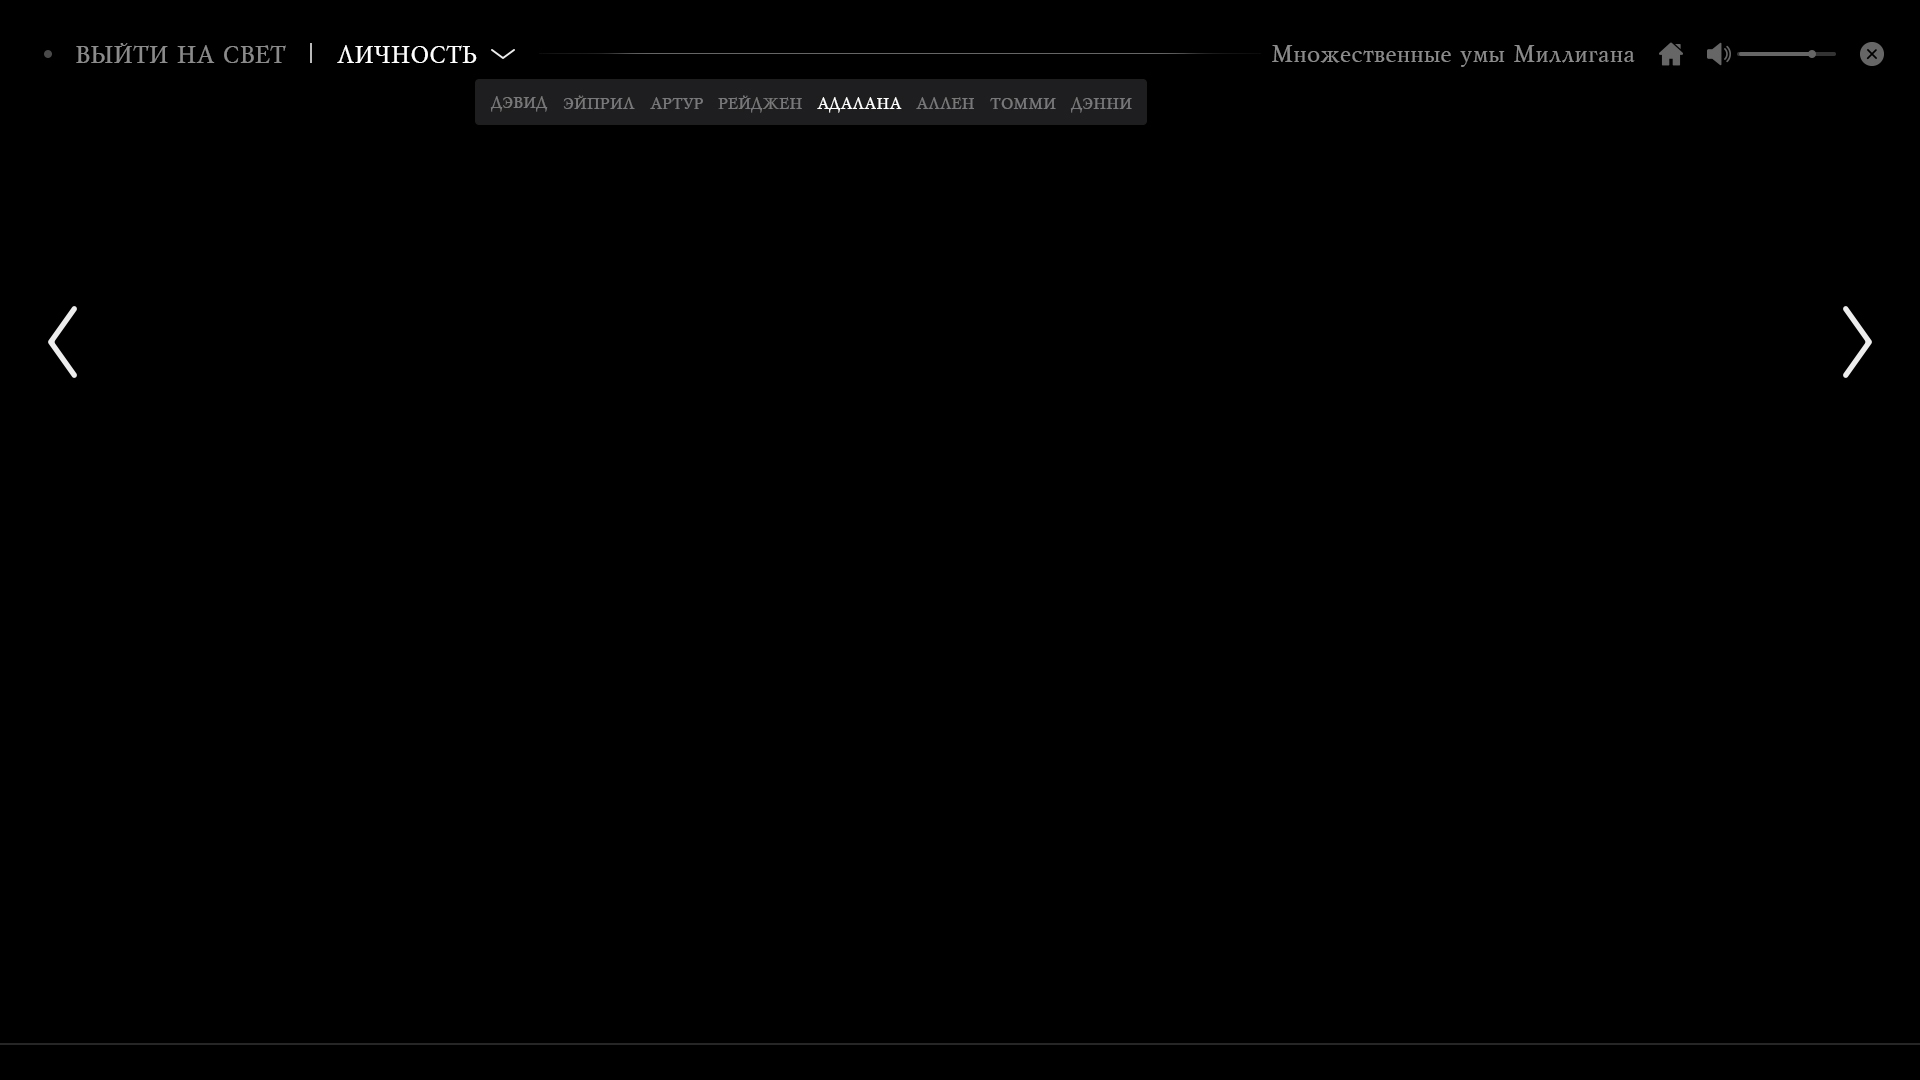 ВЫЙТИ НА СВЕТ | ЛИЧНОСТЬ Множественные умы Миллигана
ДЭВИД ЭЙПРИЛ АРТУР РЕЙДЖЕН АДАЛАНА АЛЛЕН ТОММИ ДЭННИ